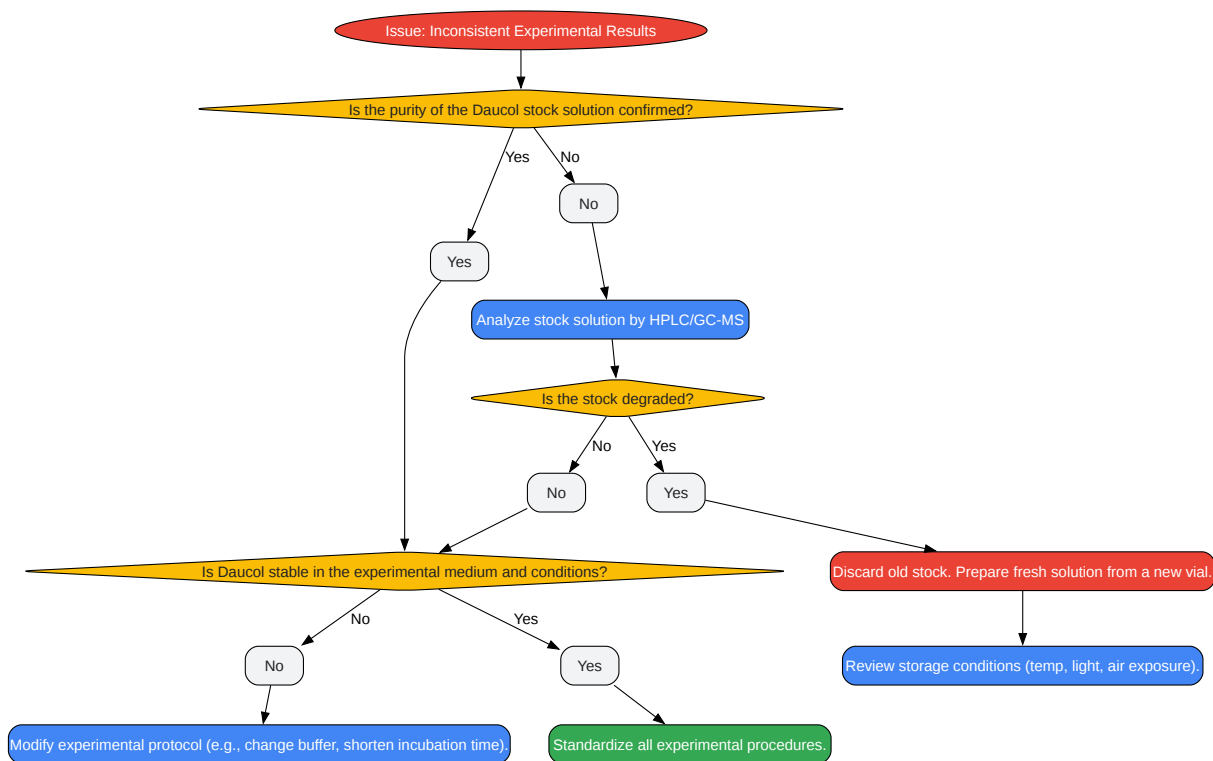 Issue: Inconsistent Experimental Results
Is the purity of the Daucol stock solution confirmed?
Yes
No
No
Yes
Analyze stock solution by HPLC/GC-MS
Is the stock degraded?
No
Yes
No
Yes
Is Daucol stable in the experimental medium and conditions?
Discard old stock. Prepare fresh solution from a new vial.
No
Yes
No
Yes
Review storage conditions (temp, light, air exposure).
Modify experimental protocol (e.g., change buffer, shorten incubation time).
Standardize all experimental procedures.